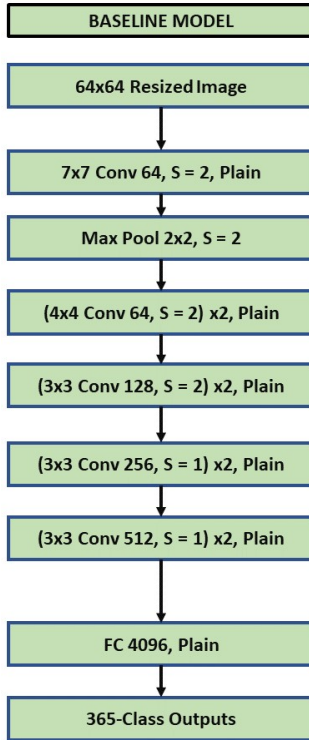 BASELINE MODEL
64x64 Resized Image
7x7 Conv 64, S = 2, Plain
Max Pool 2x2, S = 2
(4x4 Conv 64, S = 2) x2, Plain
(3x3 Conv 128, S = 2) x2, Plain
(3x3 Conv 256, S = 1) x2, Plain
(3x3 Conv 512, S = 1) x2, Plain
FC 4096, Plain
365-Class Outputs